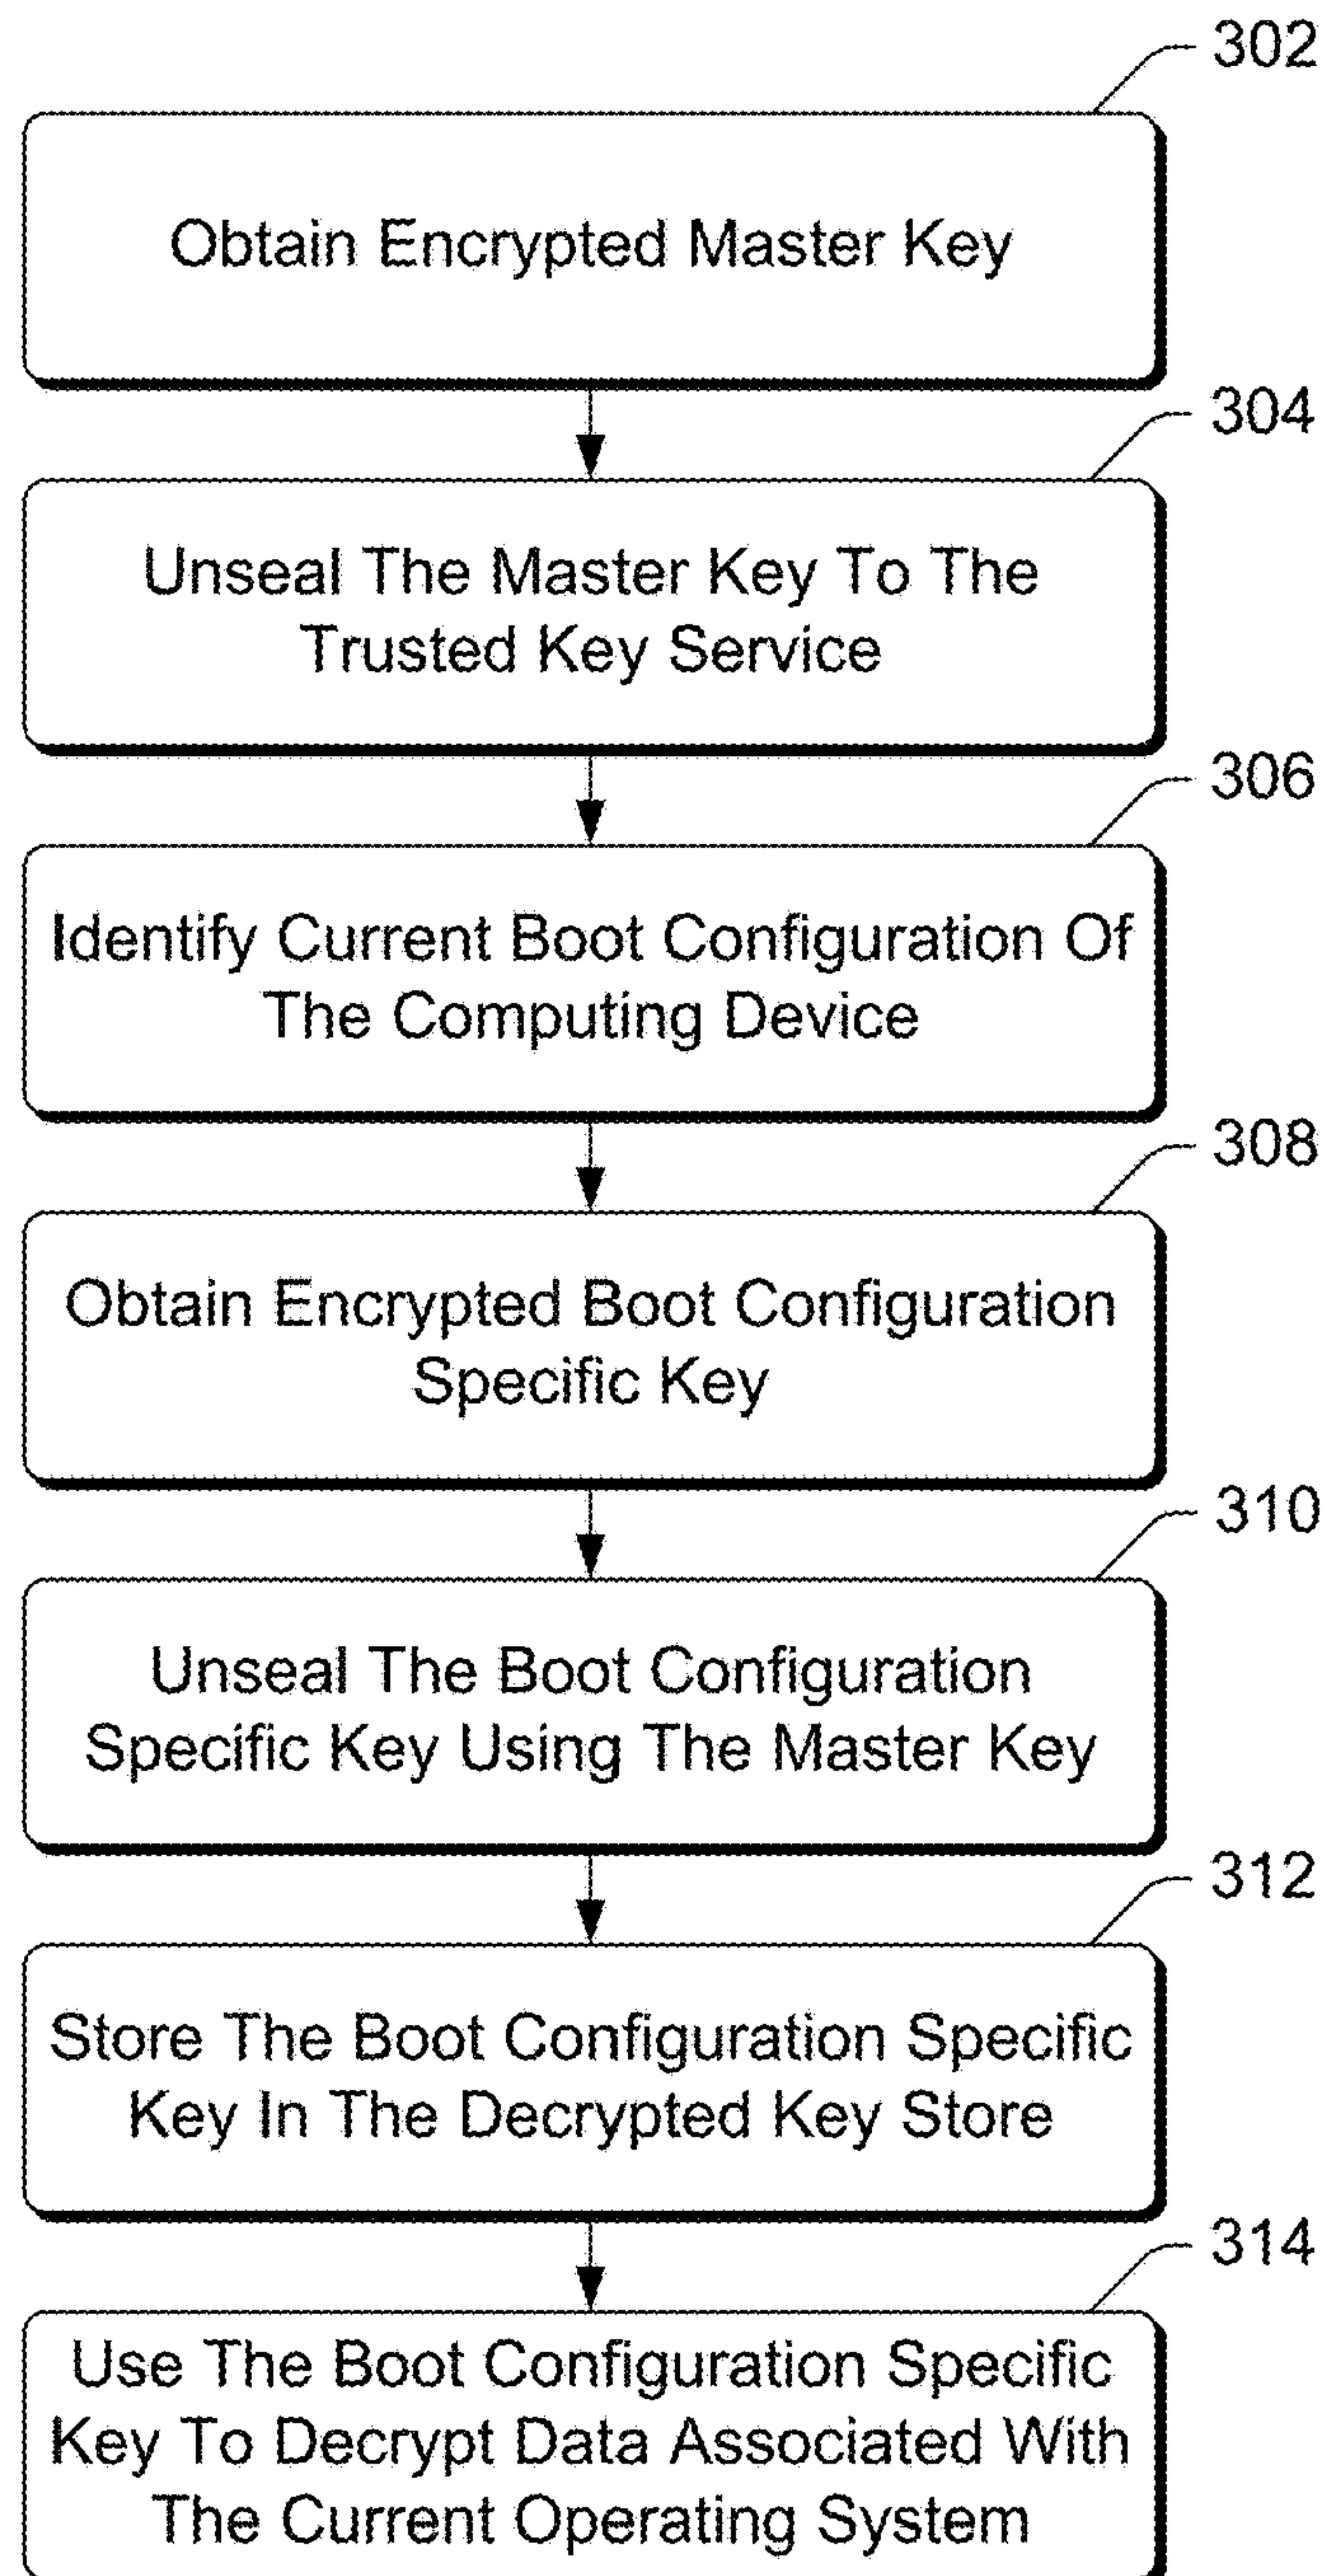 302
Obtain Encrypted Master Key
304
Unseal The Master Key To The
Trusted Key Service
306
Identify Current Boot Configuration Of
The Computing Device
308
Obtain Encrypted Boot Configuration
Specific Key
310
Unseal The Boot Configuration
Specific Key Using The Master Key
312
Store The Boot Configuration Specific
Key In The Decrypted Key Store
314
Use The Boot Configuration Specific
Key To Decrypt Data Associated With
The Current Operating System